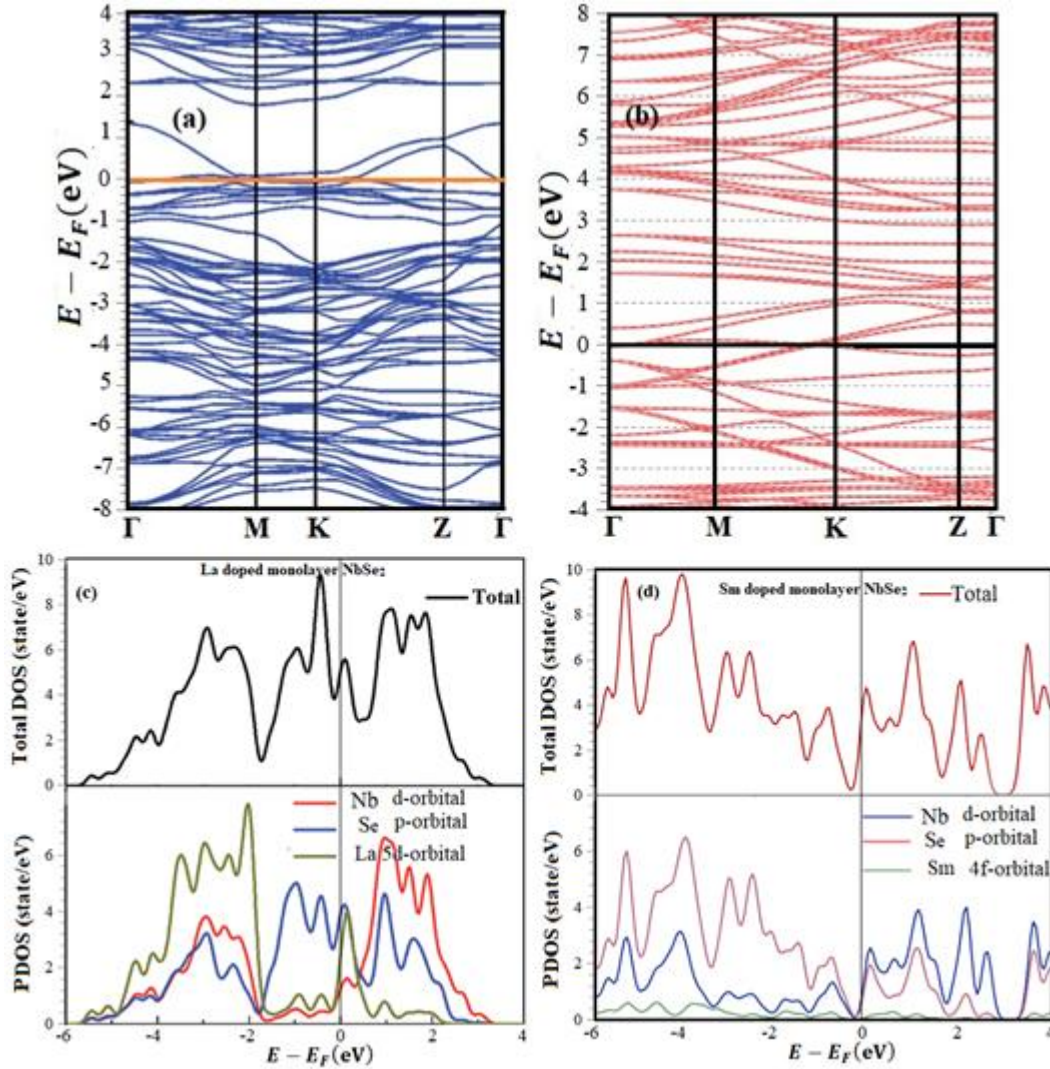 4
3
2
1
0
-1
-2
-3
-4
5
-6
-7
-8
E − E_F(eV)
(a)
Γ M K Z Γ
8
7
6
5
4
3
2
1
0
-1
-2
-3
-4
E − E_F(eV)
(b)
Γ M K Z Γ
10
8
6
4
2
0
Total DOS (state/eV)
(c)
La doped monolayer NbSe₂
Total
6
4
2
0
PDOS (state/eV)
Nb d-orbital
Se p-orbital
La 5d-orbital
-6 -4 -2 0 2 4
E − E_F(eV)
10
8
6
4
2
0
Total DOS (state/eV)
(d)
Sm doped monolayer NbSe₂
Total
8
6
4
2
0
PDOS (state/eV)
Nb d-orbital
Se p-orbital
Sm 4f-orbital
-6 -4 -2 0 2 4
E − E_F(eV)